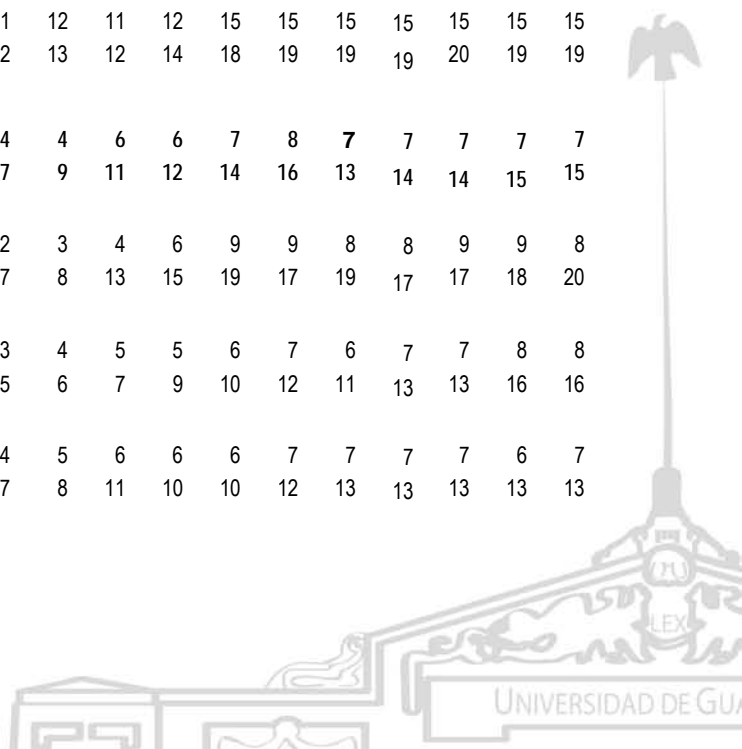 1 12 11 12 15 15 15 15 15 15 15
2 13 12 14 18 19 19 19 20 19 19
4 4 6 6 7 8 7 7 7 7 7
7 9 11 12 14 16 13 14 14 15 15
2 3 4 6 9 9 8 8 9 9 8
7 8 13 15 19 17 19 17 17 18 20
3 4 5 5 6 7 6 7 7 8 8
5 6 7 9 10 12 11 13 13 16 16
4 5 6 6 6 7 7 7 7 6 7
7 8 11 10 10 12 13 13 13 13 13
LEX
UNIVERSIDAD DE GUA